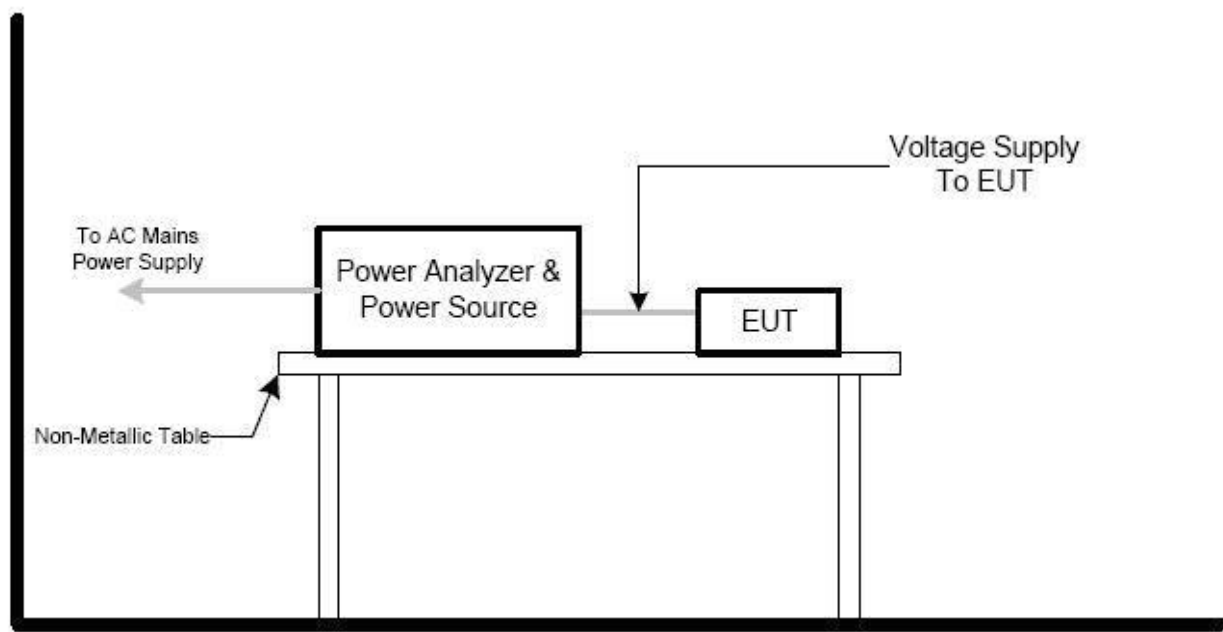 Voltage Supply
To EUT
To AC Mains
Power Supply
Power Analyzer &
Power Source
EUT
Non-Metallic Table